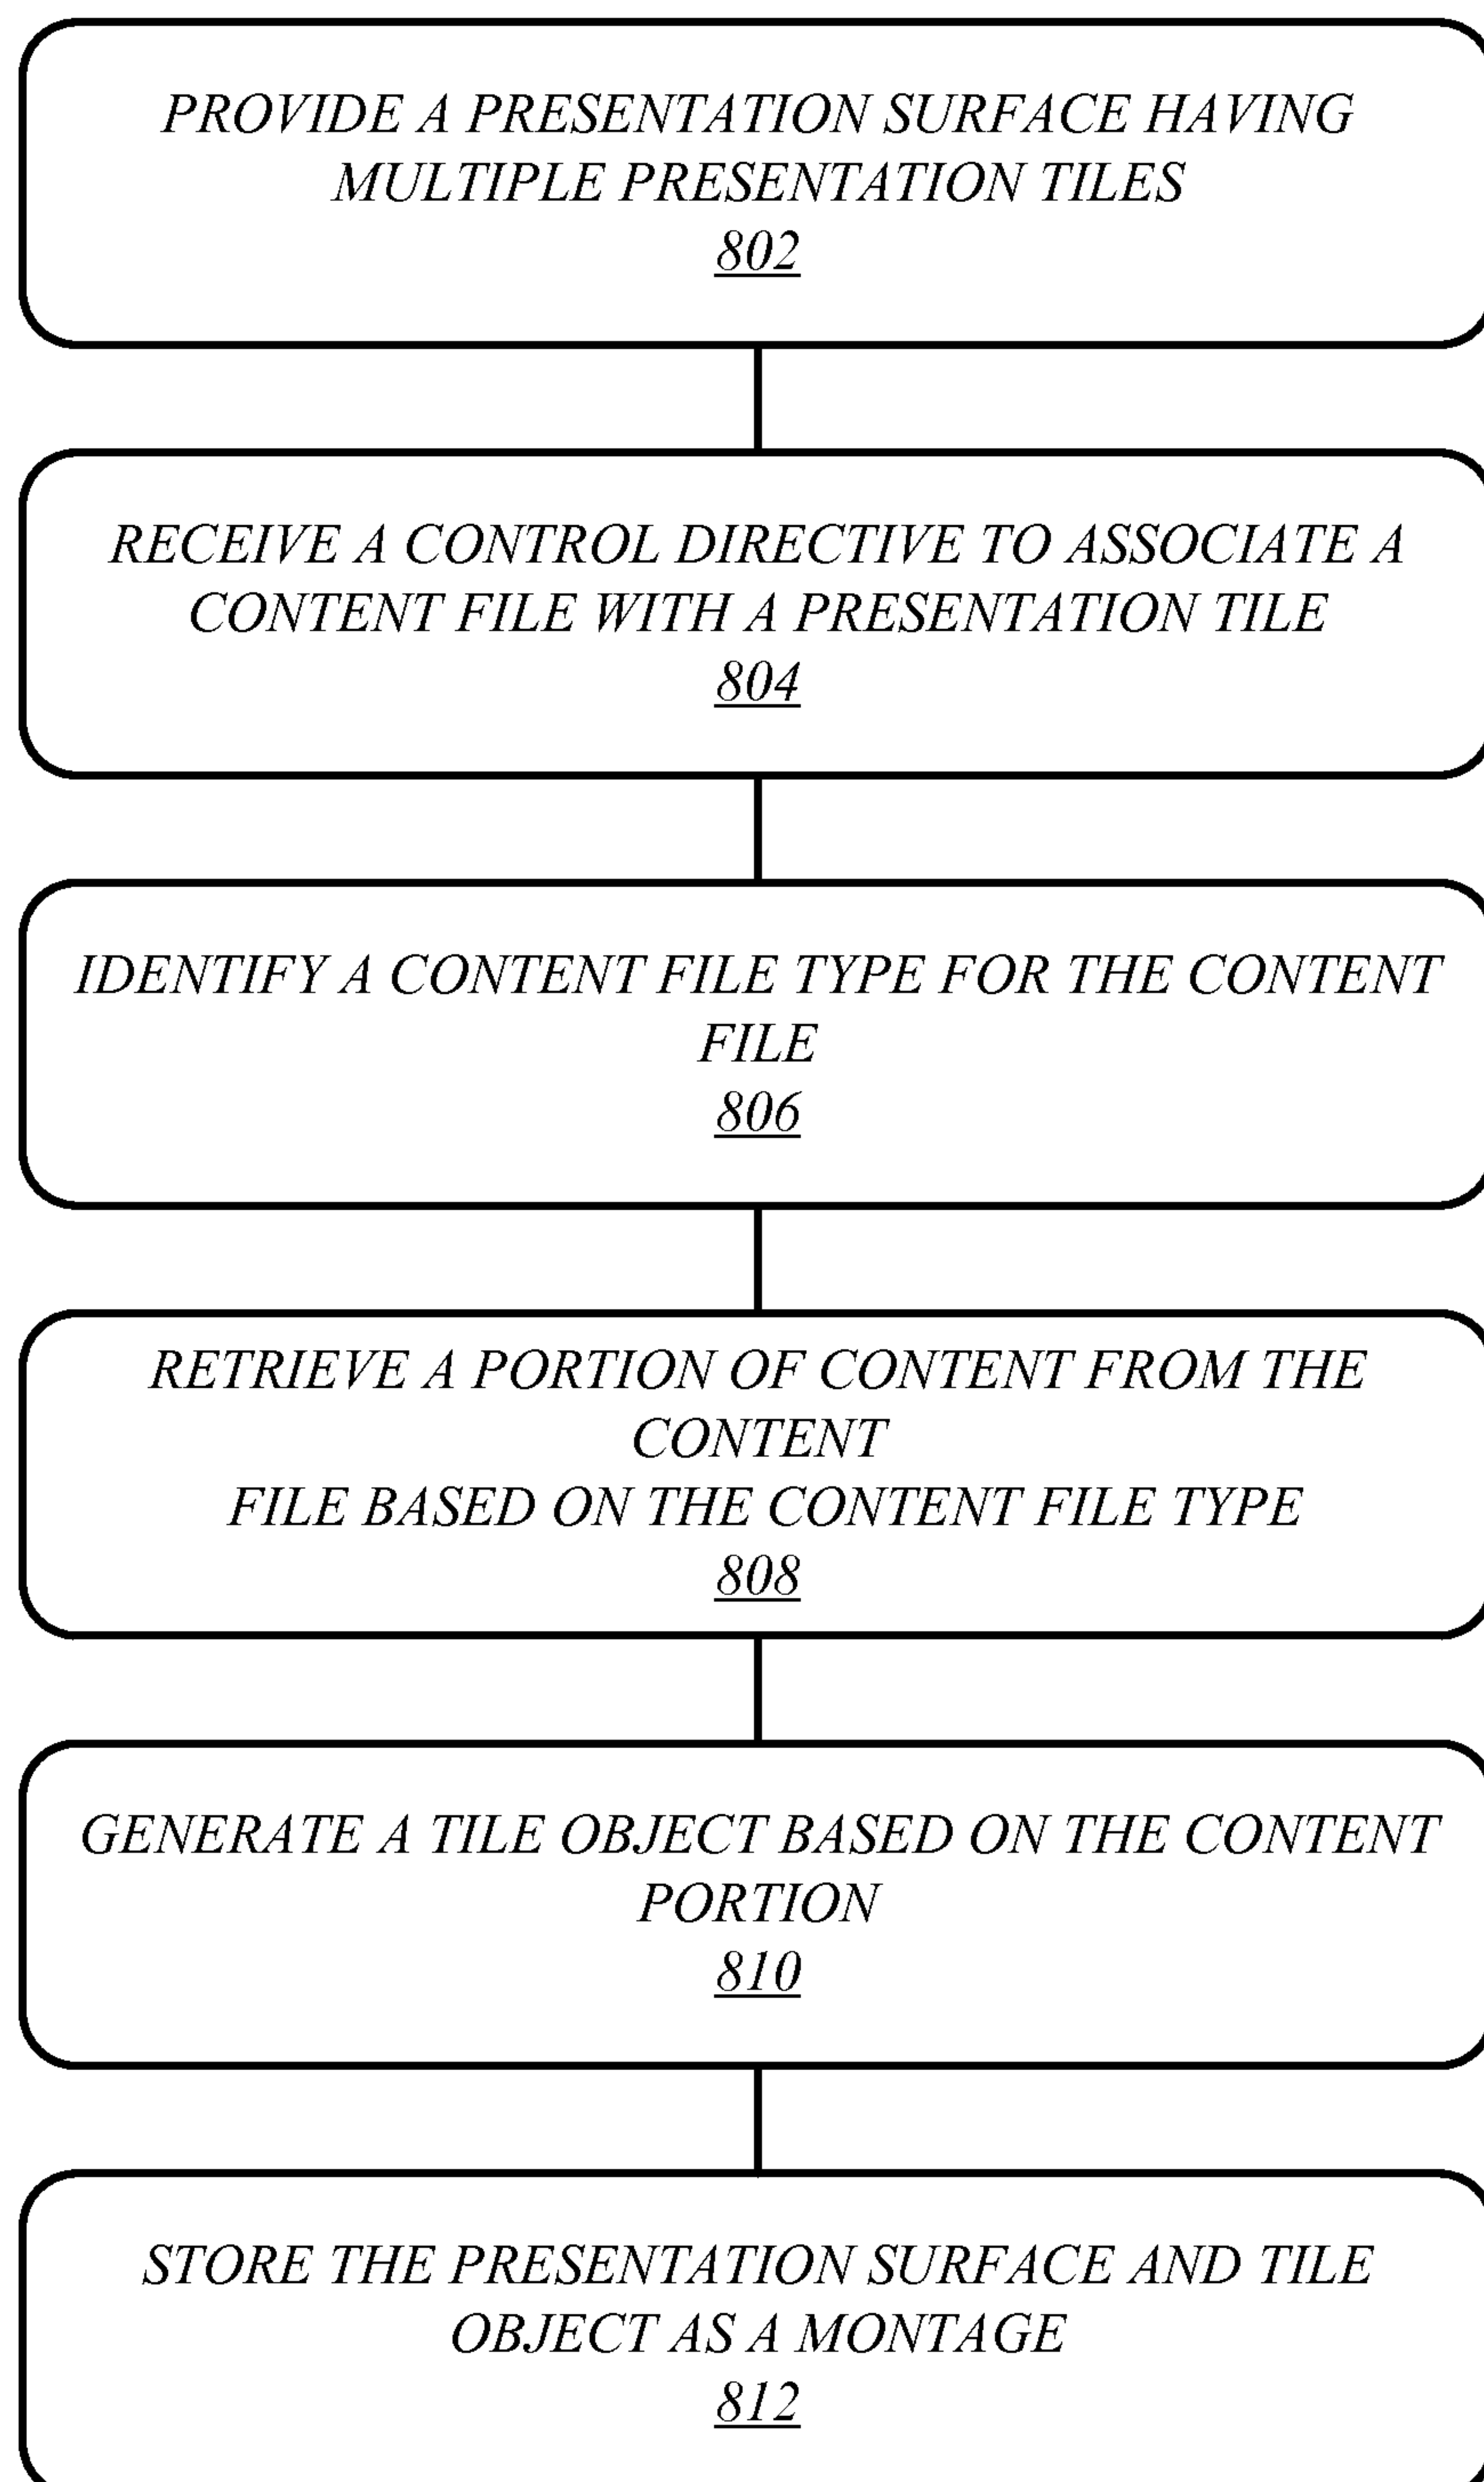 PROVIDE A PRESENTATION SURFACE HAVING
MULTIPLE PRESENTATION TILES
802
RECEIVE A CONTROL DIRECTIVE TO ASSOCIATE A
CONTENT FILE WITH A PRESENTATION TILE
804
IDENTIFY A CONTENT FILE TYPE FOR THE CONTENT
FILE
806
RETRIEVE A PORTION OF CONTENT FROM THE
CONTENT
FILE BASED ON THE CONTENT FILE TYPE
808
GENERATE A TILE OBJECT BASED ON THE CONTENT
PORTION
810
STORE THE PRESENTATION SURFACE AND TILE
OBJECT AS A MONTAGE
812